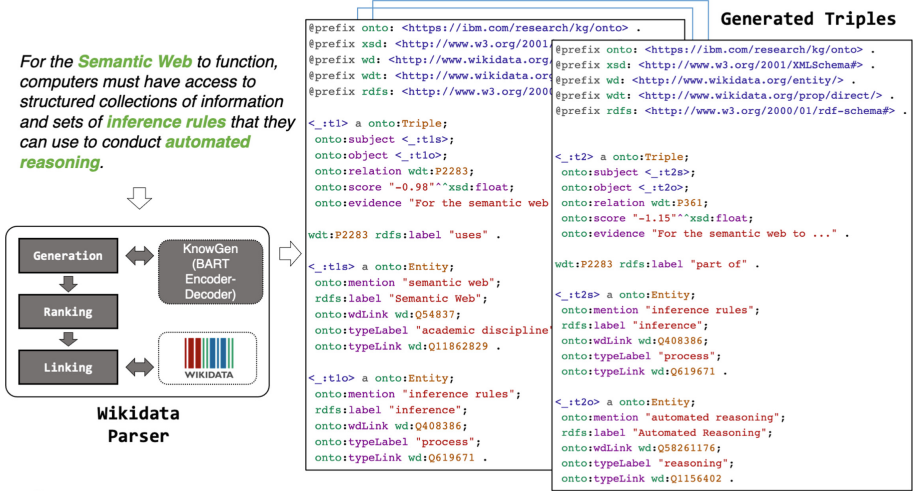 For the Semantic Web to function,
computers must have access to
structured collections of information
and sets of inference rules that they
can use to conduct automated
reasoning.
Generation
Ranking
Linking
KnowGen
(BART
Encoder-
Decoder)
WIKIDATA
Wikidata
Parser
@prefix onto: <https://ibm.com/research/kg/onto> .
@prefix xsd: <http://www.w3.org/2001/
@prefix wd: <http://www.wikidata.org
@prefix wdt: <http://www.wikidata.or
@prefix rdfs: <http://www.w3.org/200
<_:t1> a onto:Triple;
onto:subject <_:t1s>;
onto:object <_:t1o>;
onto:relation wdt:P2283;
onto:score "-0.98"^^xsd:float;
onto:evidence "For the semantic web
wdt:P2283 rdfs:label "uses" .
<_:t1s> a onto:Entity;
onto:mention "semantic web";
rdfs:label "Semantic Web";
onto:wdLink wd:Q54837;
onto:typeLabel "academic discipline"
onto:typeLink wd:Q11862829 .
<_:t1o> a onto:Entity;
onto:mention "inference rules";
rdfs:label "inference";
onto:wdLink wd:Q408386;
onto:typeLabel "process";
onto:typeLink wd:Q619671 .
Generated Triples
@prefix onto: <https://ibm.com/research/kg/onto> .
@prefix xsd: <http://www.w3.org/2001/XMLSchema#> .
@prefix wd: <http://www.wikidata.org/entity/> .
@prefix wdt: <http://www.wikidata.org/prop/direct/> .
@prefix rdfs: <http://www.w3.org/2000/01/rdf-schema#> .
<_:t2> a onto:Triple;
onto:subject <_:t2s>;
onto:object <_:t2o>;
onto:relation wdt:P361;
onto:score "-1.15"^^xsd:float;
onto:evidence "For the semantic web to ..." .
wdt:P2283 rdfs:label "part of" .
<_:t2s> a onto:Entity;
onto:mention "inference rules";
rdfs:label "inference";
onto:wdLink wd:Q408386;
onto:typeLabel "process";
onto:typeLink wd:Q619671 .
<_:t2o> a onto:Entity;
onto:mention "automated reasoning";
rdfs:label "Automated Reasoning";
onto:wdLink wd:Q58261176;
onto:typeLabel "reasoning";
onto:typeLink wd:Q1156402 .